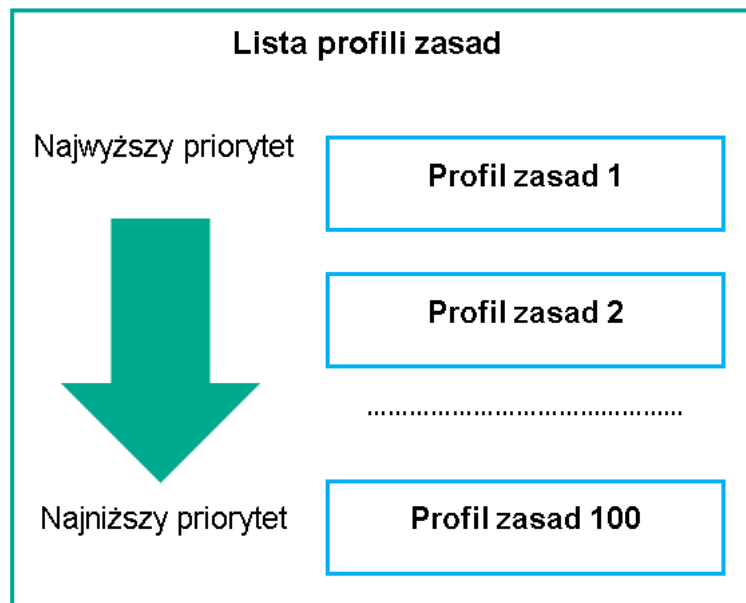 Lista profili zasad
Najwyższy priorytet
Profil zasad 1
Profil zasad 2
................................................
Najniższy priorytet
Profil zasad 100